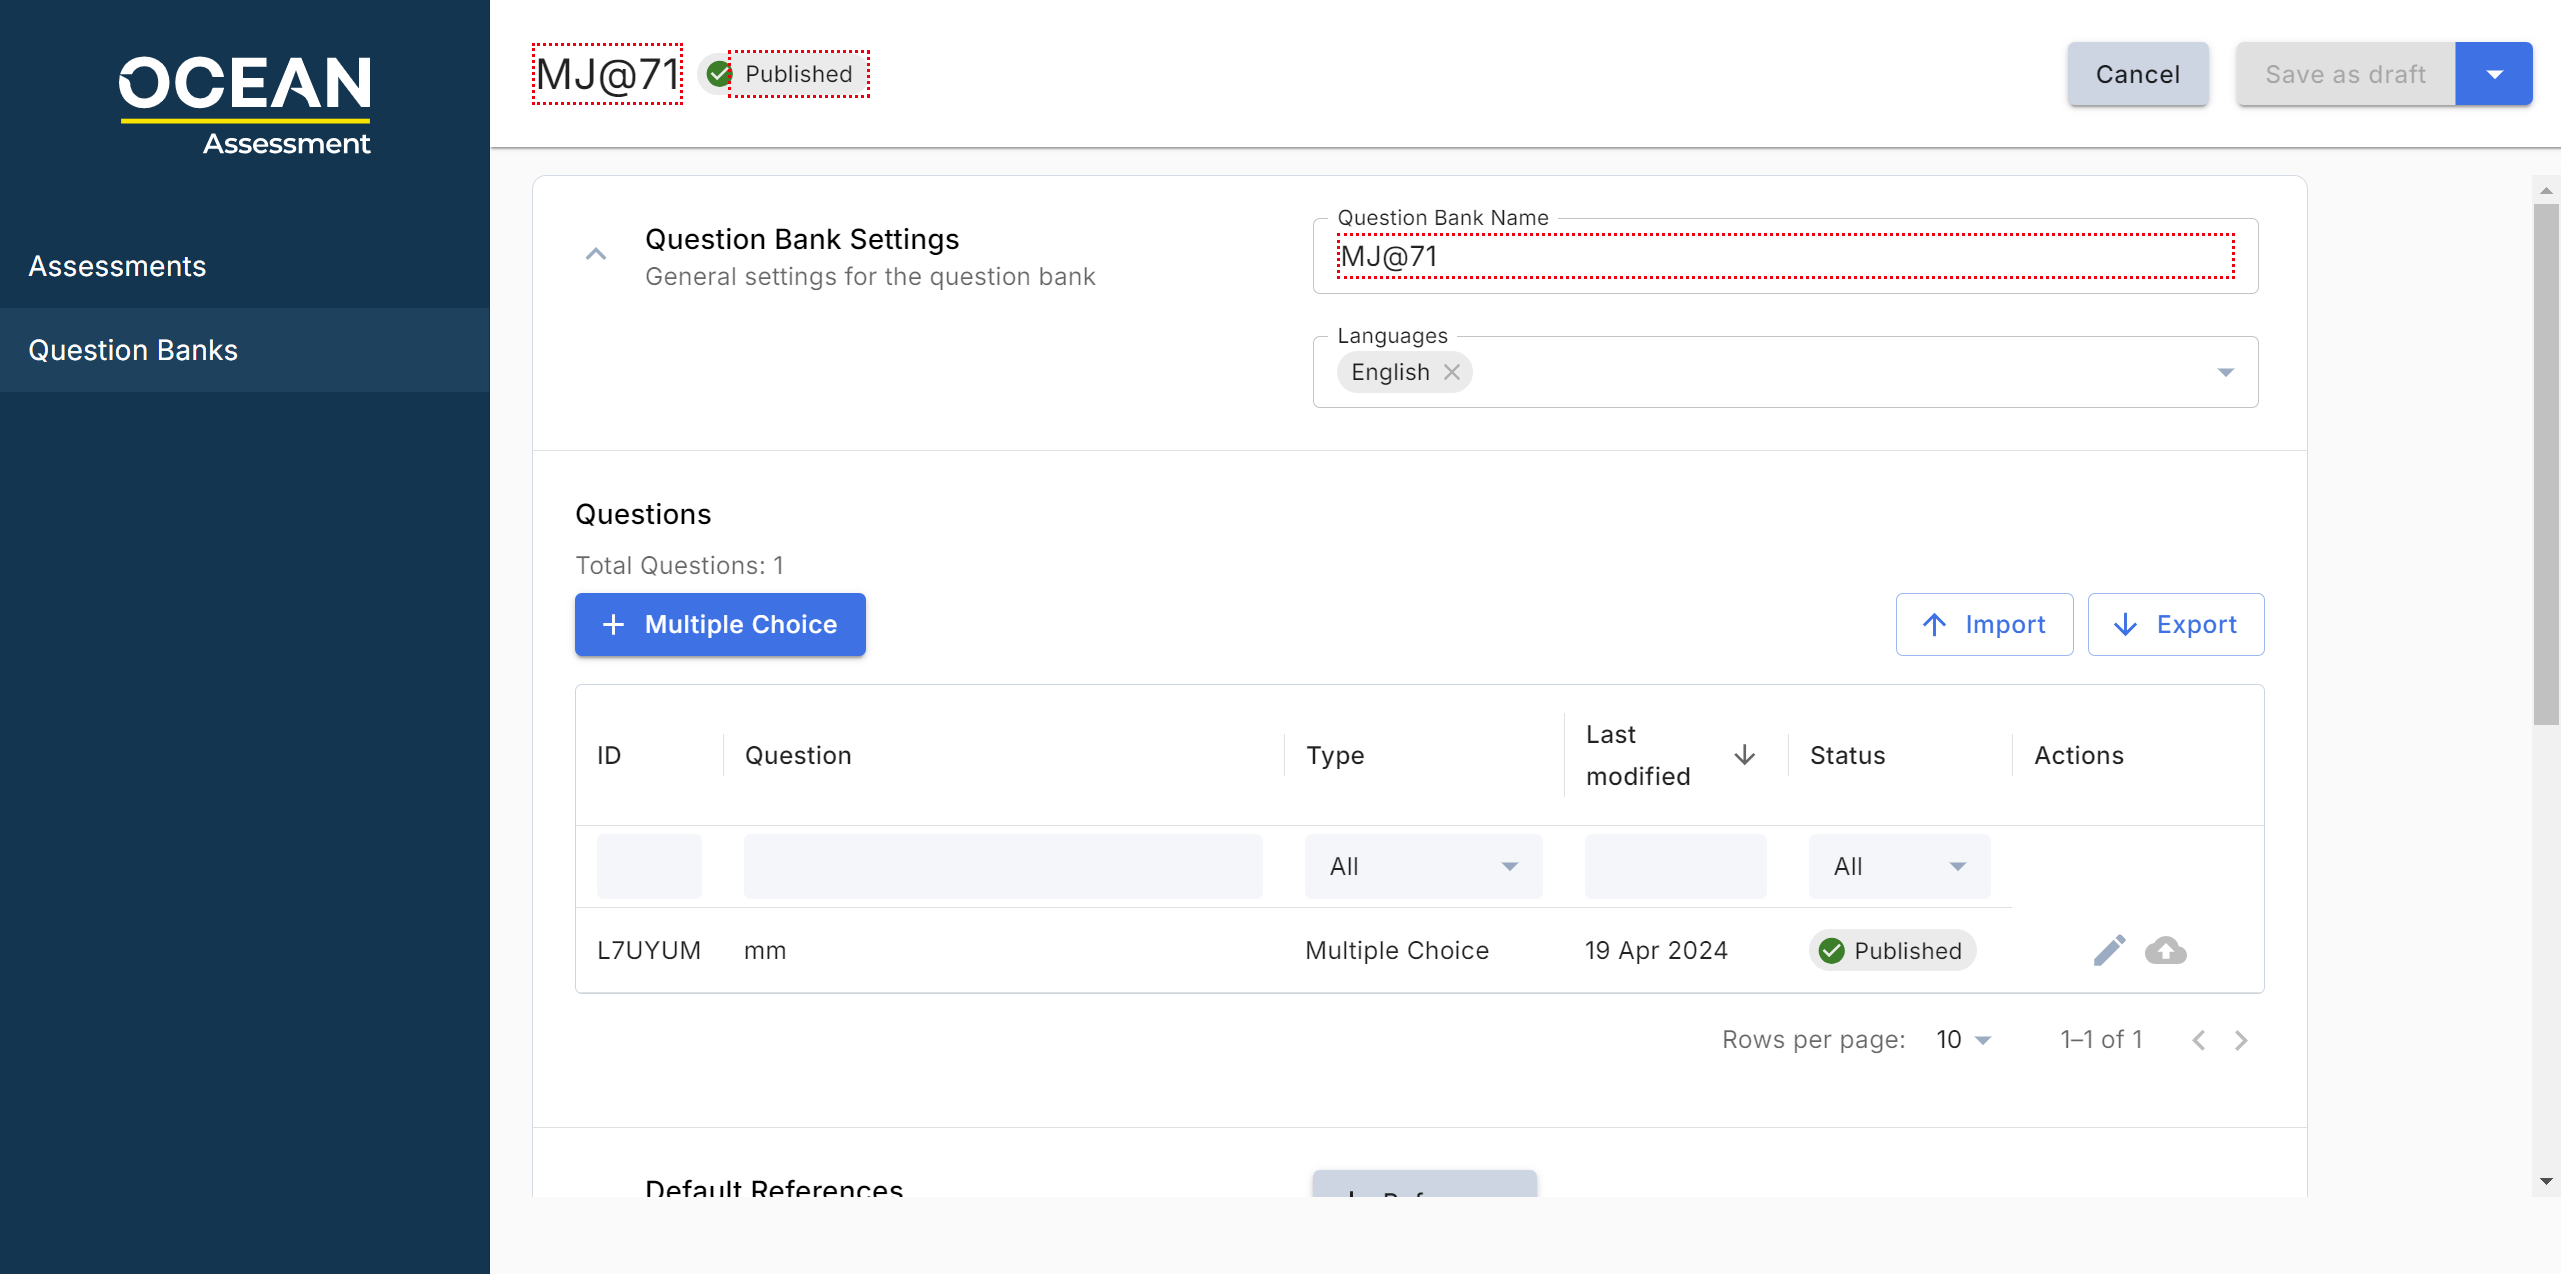 OCEAN
Assessment
Assessments
Question Banks
MJ@71
Published
Cancel
Save as draft
Question Bank Settings
General settings for the question bank
Question Bank Name
MJ@71
Languages
English
Questions
Total Questions: 1
Multiple Choice
Import
Export
ID
Question
Type
Last modified
Status
Actions
All
All
L7UYUM
mm
Multiple Choice
19 Apr 2024
Published
Rows per page:
10
1–1 of 1
Default References